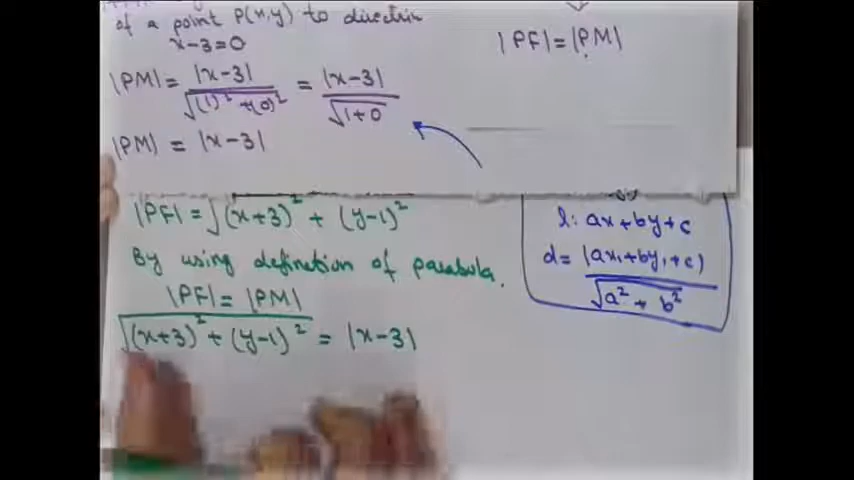 of a point P(x,y) to directrix
x-3=0
|PM| = |x-3| / √(1)² + (0)² = |x-3| / √1+0
|PM| = |x-3|
|PF| = |PM|
|PF| = √(x+3)² + (y-1)²
By using definition of parabola.
|PF| = |PM|
√(x+3)² + (y-1)² = |x-3|
l: ax+by+c
d = |ax₁+by₁+c| / √a² + b²